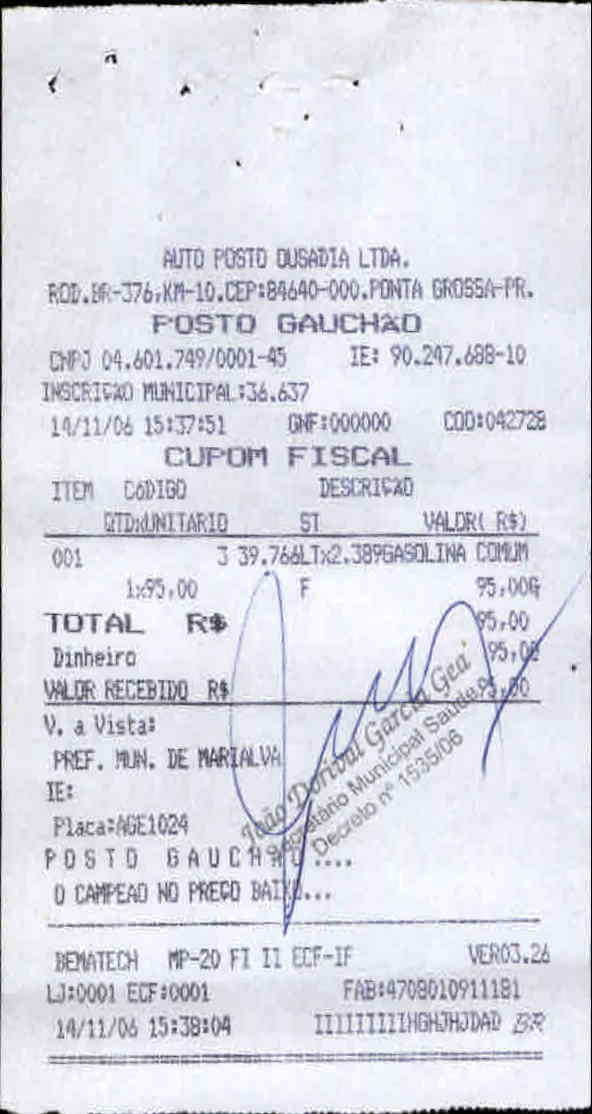 AUTO POSTO OUSADIA LTDA.
ROD.BR-376,KM-10.CEP:84640-000.PONTA GROSSA-PR.
POSTO GAUCHÃO
CNPJ 04.601.749/0001-45 IE: 90.247.688-10
INSCRIÇÃO MUNICIPAL:36.637
14/11/06 15:37:51 GNF:000000 COO:042728
CUPOM FISCAL
ITEM CóDIGO DESCRIÇÃO
QTDxUNITARIO ST VALOR( R$)
001 3 39.766LTx2.389GASOLINA COMUM
1x95,00 F 95,00G
TOTAL R$ 95,00
Dinheiro 95,00
VALOR RECEBIDO R$ 95,00
V. a Vista:
PREF. MUN. DE MARIALVA
IE:
Placa:AGE1024
João Dorival Garcia Gea'
Secretário Municipal Saúde
Decreto nº 1535/06
POSTO GAUCHÃO....
O CAMPEAO NO PREÇO BAIXO...
BEMATECH MP-20 FI II ECF-IF VER03.26
LJ:0001 ECF:0001 FAB:4708010911181
14/11/06 15:38:04 IIIIIIIIIHGHJHJDAD BR